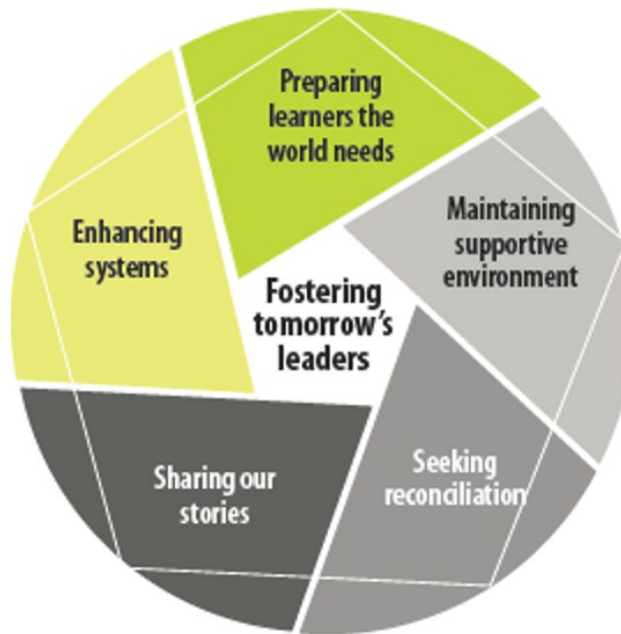 Preparing
learners the
world needs
Maintaining
supportive
environment
Seeking
reconciliation
Sharing our
stories
Enhancing
systems
Fostering
tomorrow's
leaders